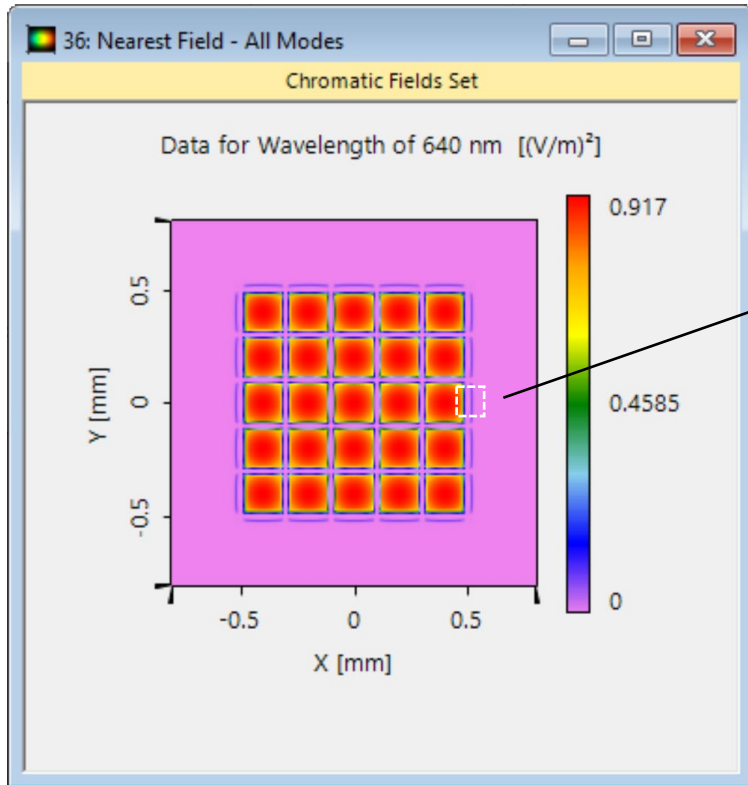 36: Nearest Field - All Modes
Chromatic Fields Set
Data for Wavelength of 640 nm [(V/m)²]
0.917
0.4585
0
0.5
0
-0.5
Y [mm]
-0.5
0
0.5
X [mm]